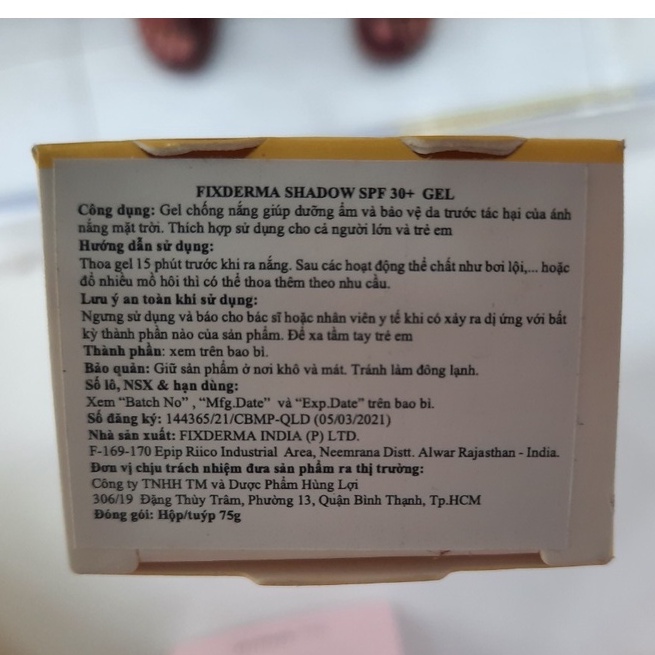 FIXDERMA SHADOW SPF 30+ GEL
Công dụng: Gel chống nắng giúp dưỡng ẩm và bảo vệ da trước tác hại của ánh
nắng mặt trời. Thích hợp sử dụng cho cả người lớn và trẻ em
Hướng dẫn sử dụng:
Thoa gel 15 phút trước khi ra nắng. Sau các hoạt động thể chất như bơi lội,... hoặc
đổ nhiều mồ hôi thì có thể thoa thêm theo nhu cầu.
Lưu ý an toàn khi sử dụng:
Ngưng sử dụng và báo cho bác sĩ hoặc nhân viên y tế khi có xảy ra dị ứng với bất
kỳ thành phần nào của sản phẩm. Để xa tầm tay trẻ em
Thành phần: xem trên bao bì.
Bảo quản: Giữ sản phẩm ở nơi khô và mát. Tránh làm đông lạnh.
Số lô, NSX & hạn dùng:
Xem “Batch No” , “Mfg.Date” và “Exp.Date” trên bao bì.
Số đăng ký: 144365/21/CBMP-QLD (05/03/2021)
Nhà sản xuất: FIXDERMA INDIA (P) LTD.
F-169-170 Epip Riico Industrial Area, Neemrana Distt. Alwar Rajasthan - India.
Đơn vị chịu trách nhiệm đưa sản phẩm ra thị trường:
Công ty TNHH TM và Dược Phẩm Hùng Lợi
306/19 Đặng Thùy Trâm, Phường 13, Quận Bình Thạnh, Tp.HCM
Đóng gói: Hộp/tuýp 75g